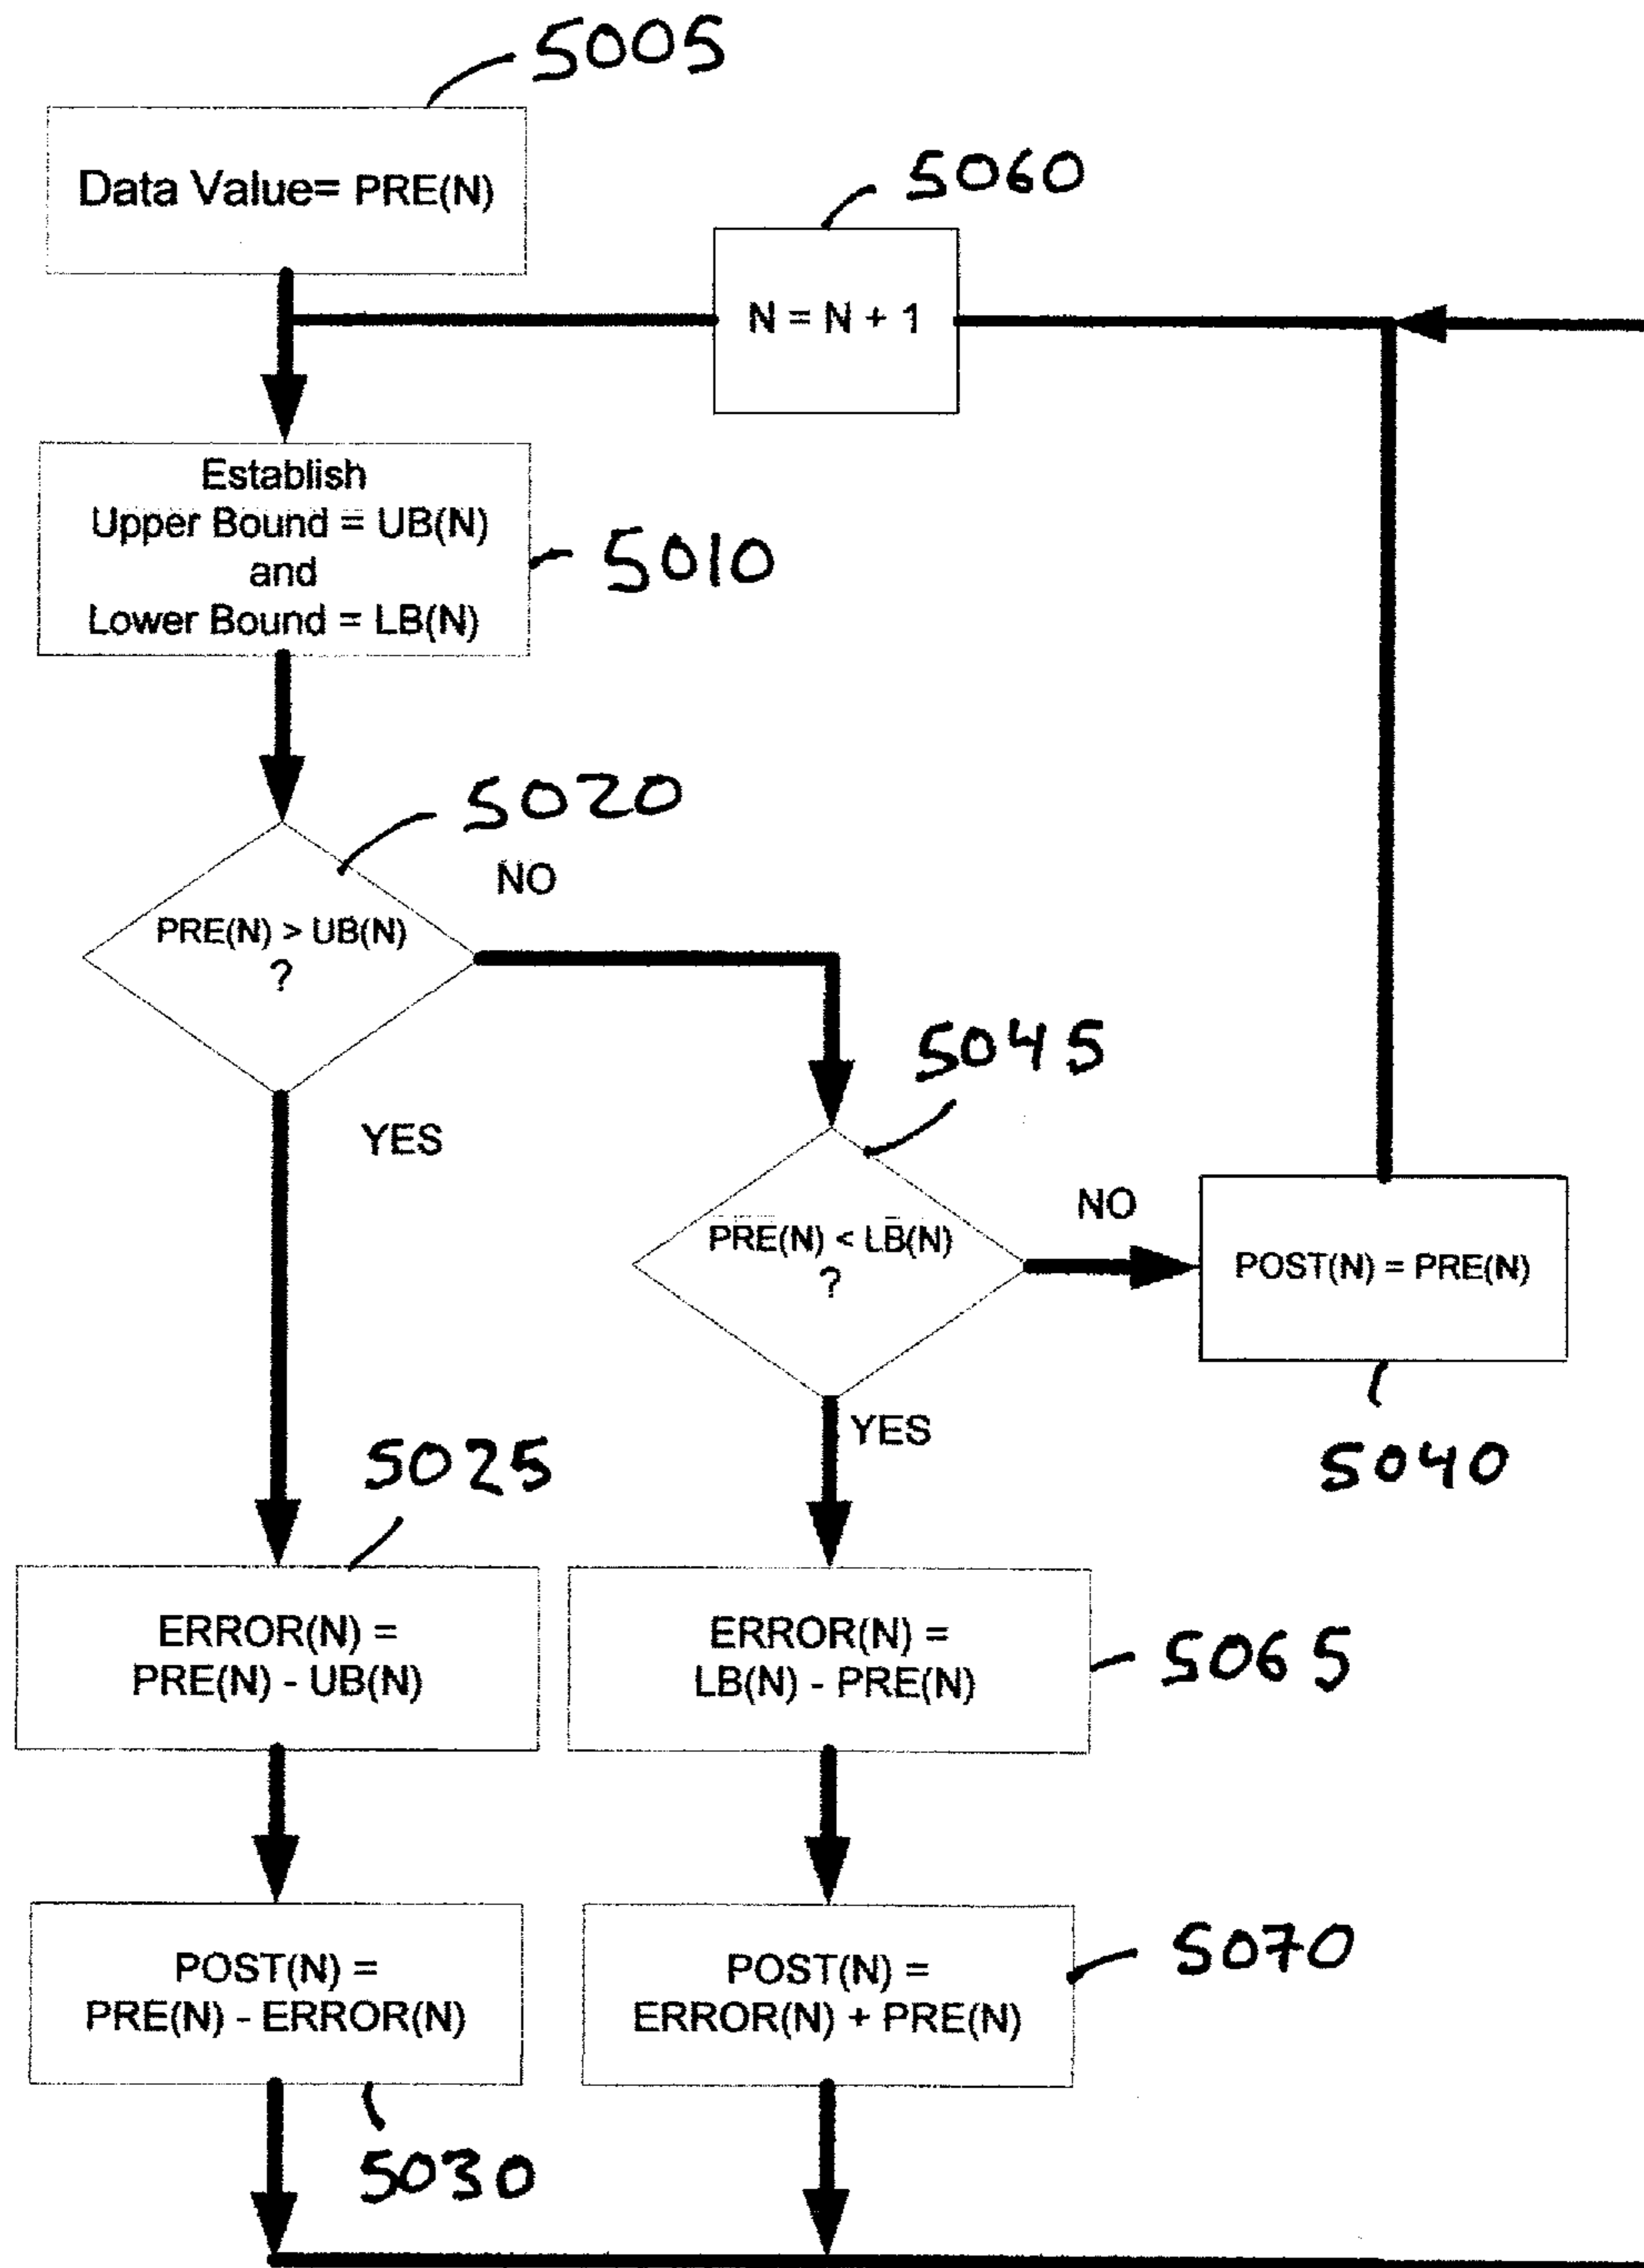 5005
Data Value= PRE(N)
5060
N = N + 1
Establish
Upper Bound = UB(N)
and
Lower Bound = LB(N)
5010
5020
NO
PRE(N) > UB(N)
?
YES
5045
PRE(N) < LB(N)
?
NO
POST(N) = PRE(N)
5040
YES
5025
ERROR(N) =
PRE(N) - UB(N)
ERROR(N) =
LB(N) - PRE(N)
5065
POST(N) =
PRE(N) - ERROR(N)
5030
POST(N) =
ERROR(N) + PRE(N)
5070